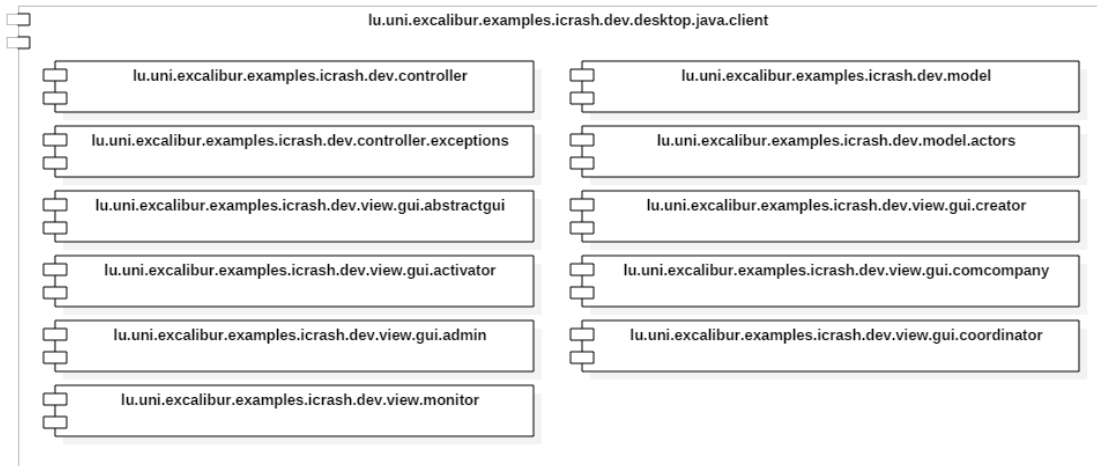 lu.uni.excalibur.examples.icrash.dev.desktop.java.client
lu.uni.excalibur.examples.icrash.dev.controller
lu.uni.excalibur.examples.icrash.dev.model
lu.uni.excalibur.examples.icrash.dev.controller.exceptions
lu.uni.excalibur.examples.icrash.dev.model.actors
lu.uni.excalibur.examples.icrash.dev.view.gui.abstractgui
lu.uni.excalibur.examples.icrash.dev.view.gui.creator
lu.uni.excalibur.examples.icrash.dev.view.gui.activator
lu.uni.excalibur.examples.icrash.dev.view.gui.comcompany
lu.uni.excalibur.examples.icrash.dev.view.gui.admin
lu.uni.excalibur.examples.icrash.dev.view.gui.coordinator
lu.uni.excalibur.examples.icrash.dev.view.monitor